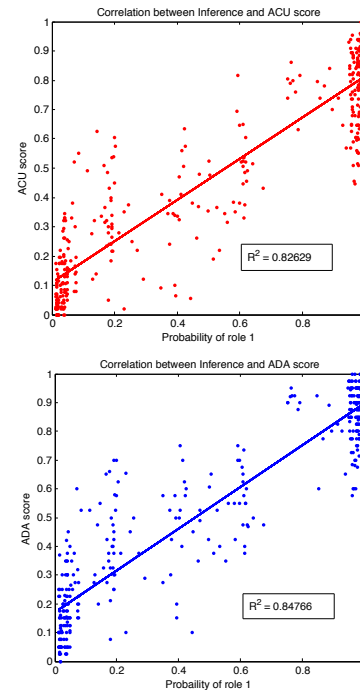 Correlation between Inference and ACU score
1
0.9
0.8
0.7
0.6
0.5
0.4
0.3
0.2
0.1
0
ACU score
R2 = 0.82629
0 0.2 0.4 0.6 0.8
Probability of role 1
Correlation between Inference and ADA score
1
0.9
0.8
0.7
0.6
0.5
0.4
0.3
0.2
0.1
0
ADA score
R2 = 0.84766
0 0.2 0.4 0.6 0.8
Probaility of role 1